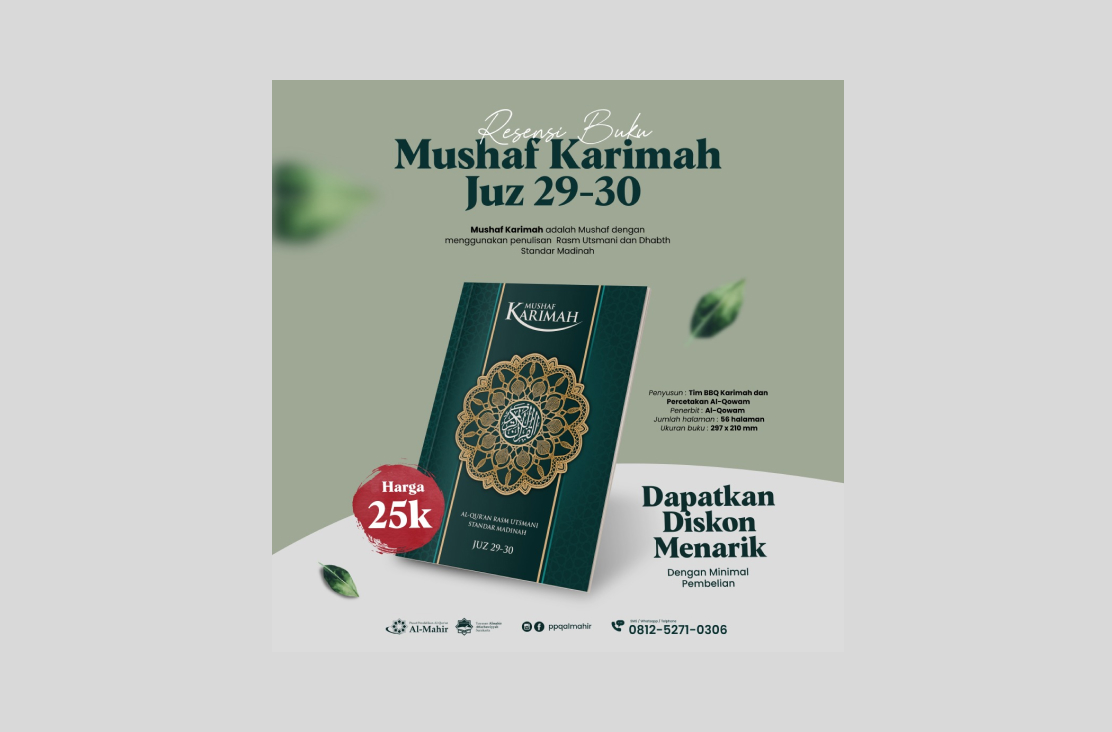 Resensi Buku
Mushaf Karimah
Juz 29-30
Mushaf Karimah adalah Mushaf dengan
menggunakan penulisan Rasm Utsmani dan Dhabth
Standar Madinah
MUSHAF
KARIMAH
AL-QUR'AN RASM UTSMANI
STANDAR MADINAH
JUZ 29-30
Penyusun : Tim BBQ Karimah dan
Percetakan Al-Qowam
Penerbit : Al-Qowam
Jumlah halaman : 56 halaman
Ukuran buku : 297 x 210 mm
Harga
25k
Dapatkan
Diskon
Menarik
Dengan Minimal
Pembelian
Al-Mahir
ppqalmahir
0812-5271-0306